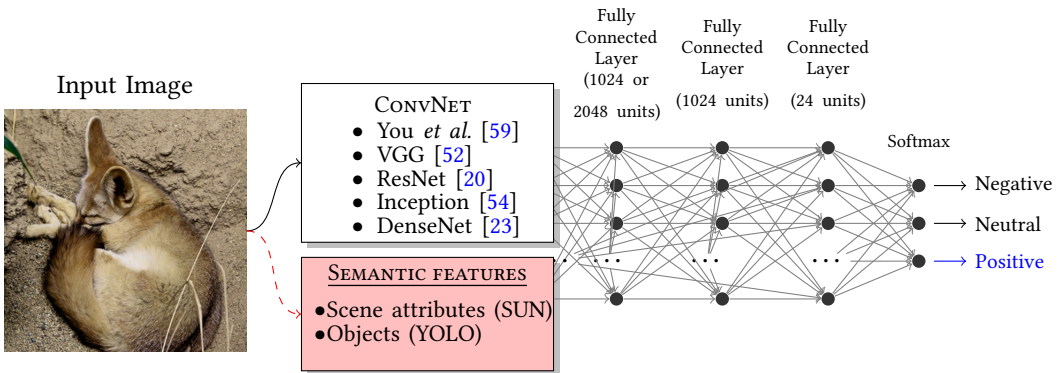 Input Image
CONVNET
● You et al. [59]
● VGG [52]
● ResNet [20]
● Inception [54]
● DenseNet [23]
SEMANTIC FEATURES
●Scene attributes (SUN)
●Objects (YOLO)
Fully
Connected
Layer
(1024 or
2048 units)
Fully
Connected
Layer
(1024 units)
Fully
Connected
Layer
(24 units)
Softmax
Negative
Neutral
Positive